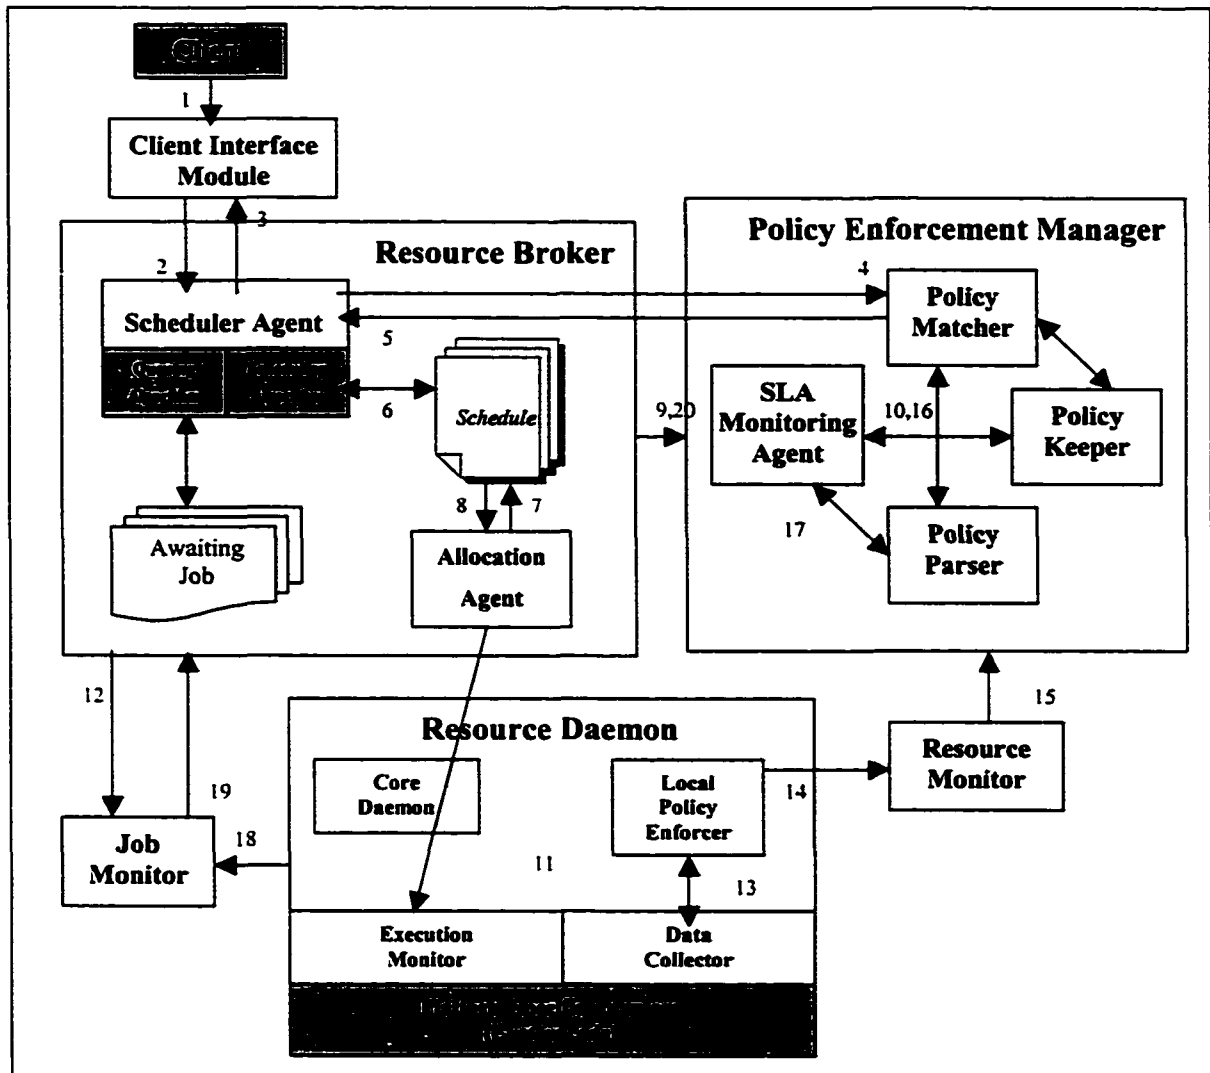 Client
1
Client Interface
Module
3
2
Resource Broker
Scheduler Agent
5
6
Schedule
8
7
Awaiting
Job
Allocation
Agent
Policy Enforcement Manager
4
Policy
Matcher
9,20
SLA
Monitoring
Agent
10,16
Policy
Keeper
17
Policy
Parser
12
19
15
Resource Daemon
Core
Daemon
Local
Policy
Enforcer
14
Resource
Monitor
Job
Monitor
18
11
13
Execution
Monitor
Data
Collector